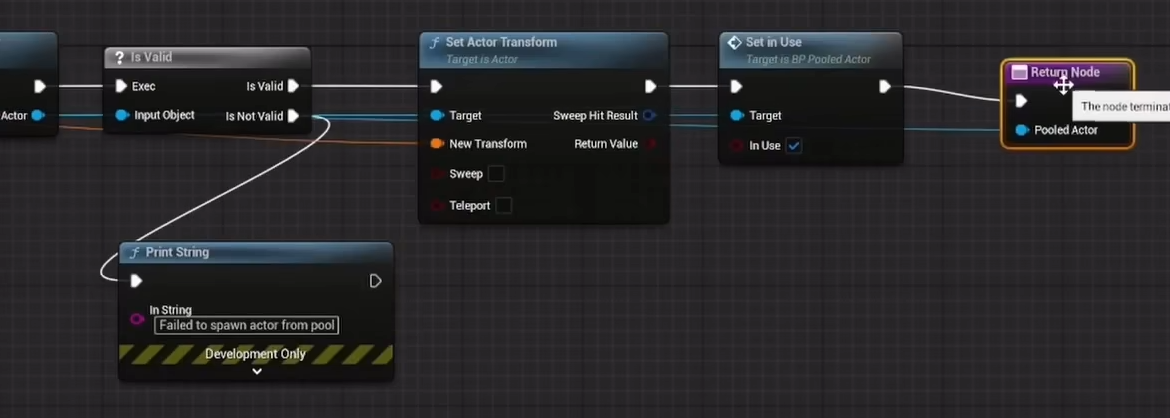 Actor
? Is Valid
Exec
Is Valid
Input Object
Is Not Valid
f Set Actor Transform
Target is Actor
Target
Sweep Hit Result
New Transform
Return Value
Sweep
Teleport
Set in Use
Target is BP Pooled Actor
Target
In Use
Return Node
The node terminat
Pooled Actor
f Print String
In String
Failed to spawn actor from pool
Development Only